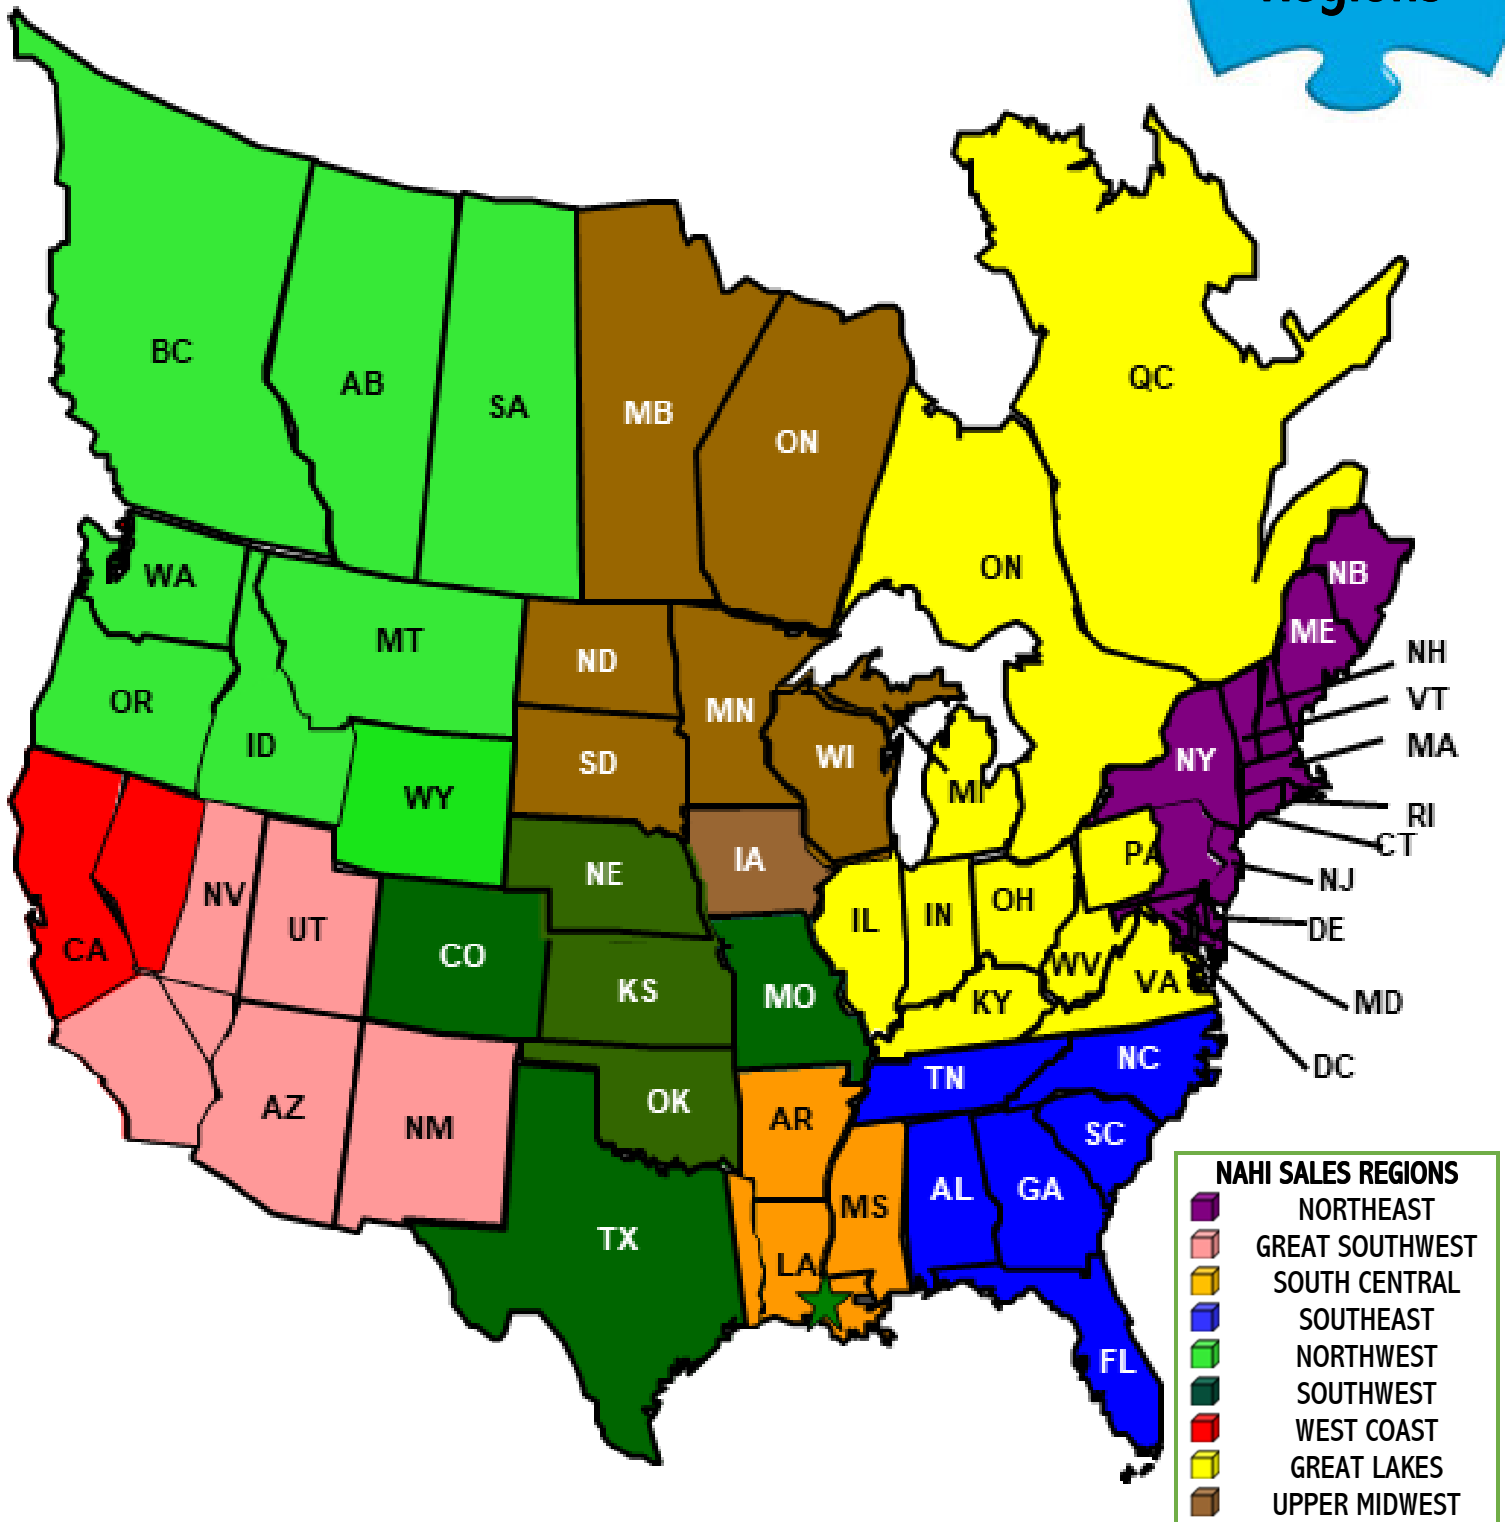 Regions
BC
AB
SA
MB
ON
QC
ON
WA
NB
MT
ME
ND
NH
OR
MN
VT
ID
SD
WI
NY
MA
WY
MI
RI
CT
IA
PA
NE
NJ
NV
UT
IL
IN
OH
DE
CA
CO
WV
VA
KS
MO
KY
MD
DC
AZ
NM
OK
AR
TN
NC
SC
MS
AL
GA
TX
LA
FL
NAHI SALES REGIONS
NORTHEAST
GREAT SOUTHWEST
SOUTH CENTRAL
SOUTHEAST
NORTHWEST
SOUTHWEST
WEST COAST
GREAT LAKES
UPPER MIDWEST